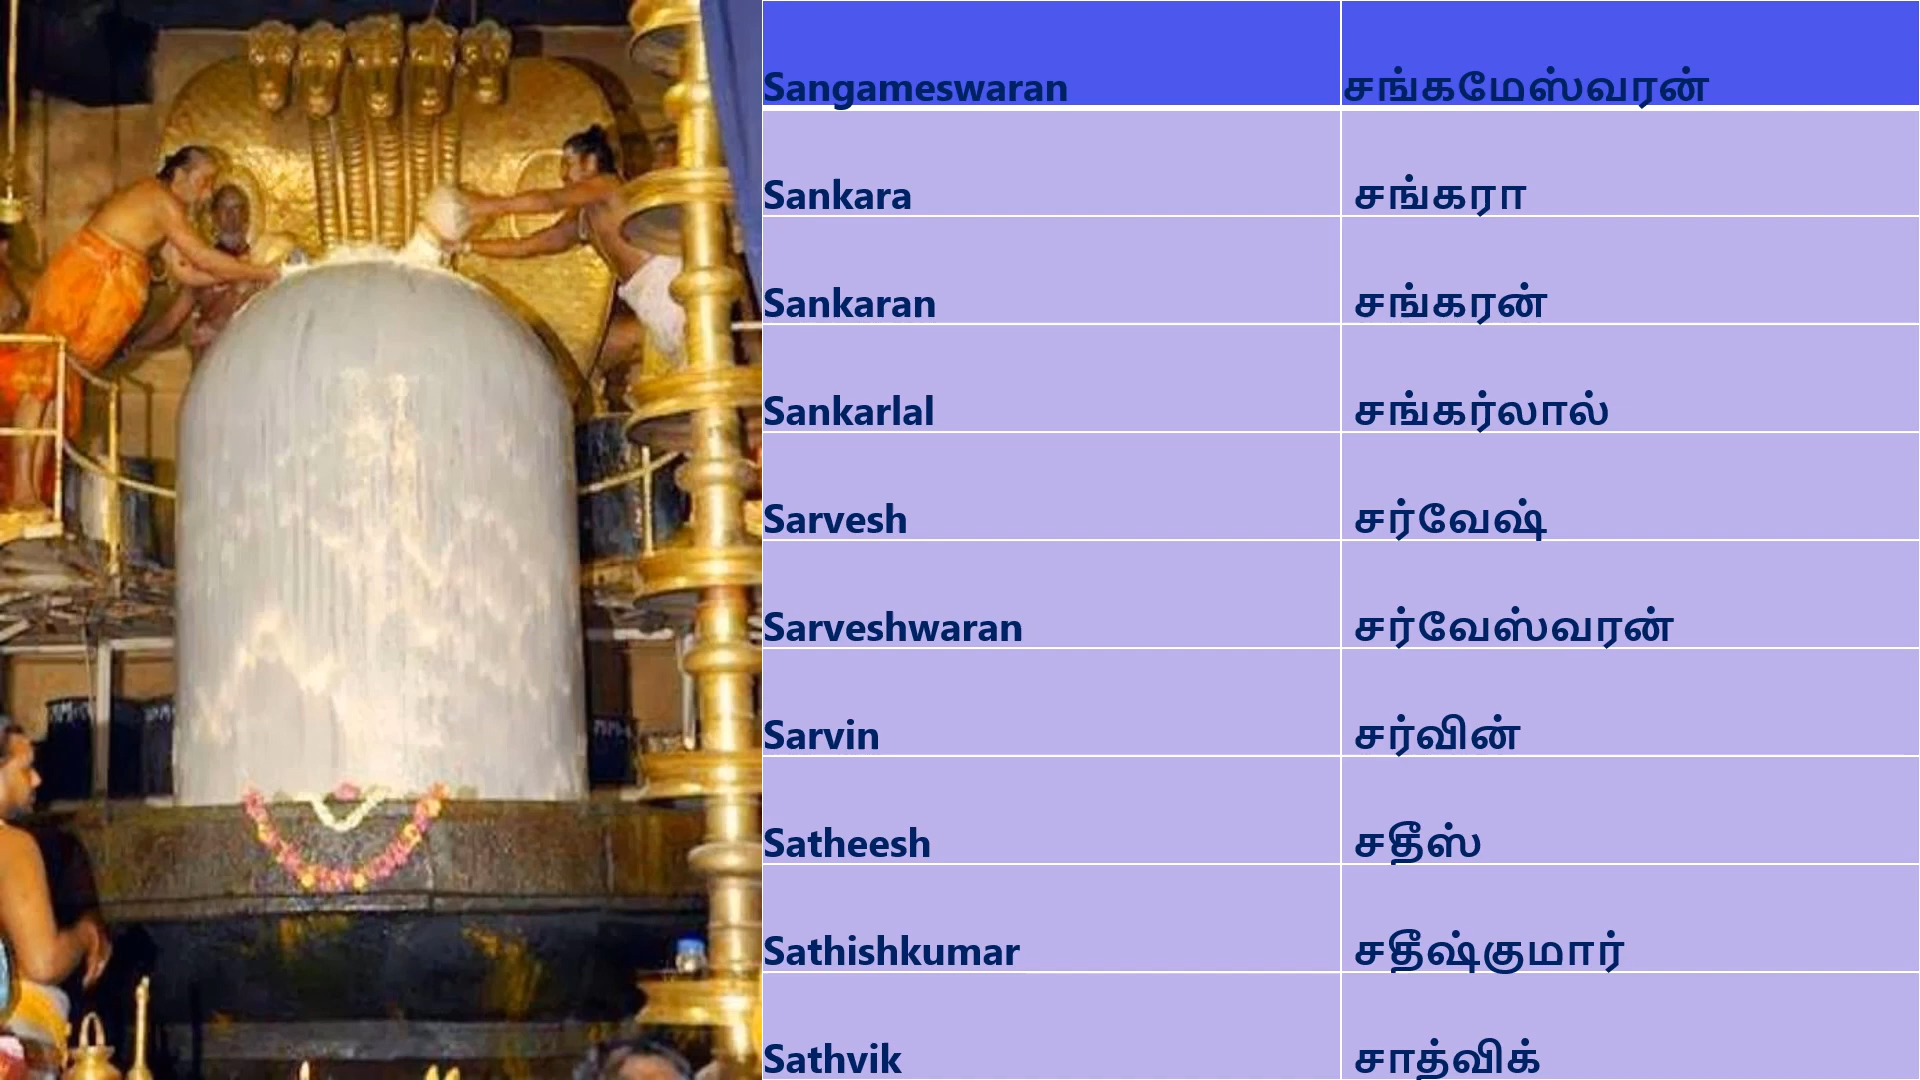 Sangameswaran சங்கமேஸ்வரன்
Sankara சங்கரா
Sankaran சங்கரன்
Sankarlal சங்கர்லால்
Sarvesh சர்வேஷ்
Sarveshwaran சர்வேஸ்வரன்
Sarvin சர்வின்
Satheesh சதீஸ்
Sathishkumar சதீஷ்குமார்
Sathvik சாத்விக்